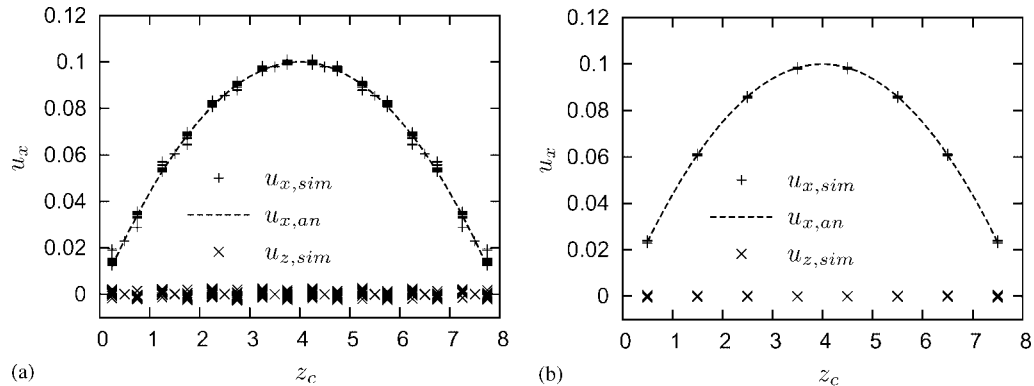 0.12
0.1
0.08
0.06
0.04
0.02
0
u_x
u_{x,sim}
u_{x,an}
u_{z,sim}
0 1 2 3 4 5 6 7 8
z_c
(a)
0.12
0.1
0.08
0.06
0.04
0.02
0
u_x
u_{x,sim}
u_{x,an}
u_{z,sim}
0 1 2 3 4 5 6 7 8
z_c
(b)